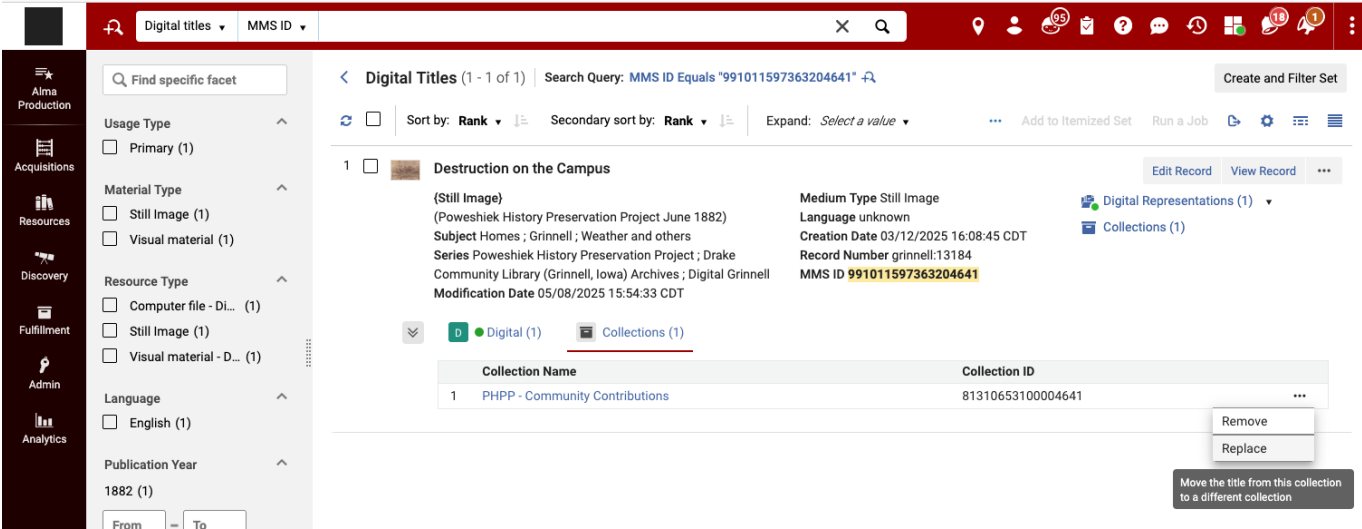 Digital titles
MMS ID
95
18
1
Alma
Production
Acquisitions
Resources
Discovery
Fulfillment
Admin
Analytics
Find specific facet
Usage Type
Primary (1)
Material Type
Still Image (1)
Visual material (1)
Resource Type
Computer file - Di... (1)
Still Image (1)
Visual material - D... (1)
Language
English (1)
Publication Year
1882 (1)
From – To
Digital Titles (1 - 1 of 1) Search Query: MMS ID Equals "991011597363204641"
Create and Filter Set
Sort by: Rank Secondary sort by: Rank Expand: Select a value ••• Add to Itemized Set Run a Job
1 Destruction on the Campus
Edit Record View Record •••
{Still Image}
(Poweshiek History Preservation Project June 1882)
Subject Homes ; Grinnell ; Weather and others
Series Poweshiek History Preservation Project ; Drake
Community Library (Grinnell, Iowa) Archives ; Digital Grinnell
Modification Date 05/08/2025 15:54:33 CDT
Medium Type Still Image
Language unknown
Creation Date 03/12/2025 16:08:45 CDT
Record Number grinnell:13184
MMS ID 991011597363204641
Digital Representations (1)
Collections (1)
D Digital (1) Collections (1)
Collection Name Collection ID
1 PHPP - Community Contributions 81310653100004641 •••
Remove
Replace
Move the title from this collection
to a different collection